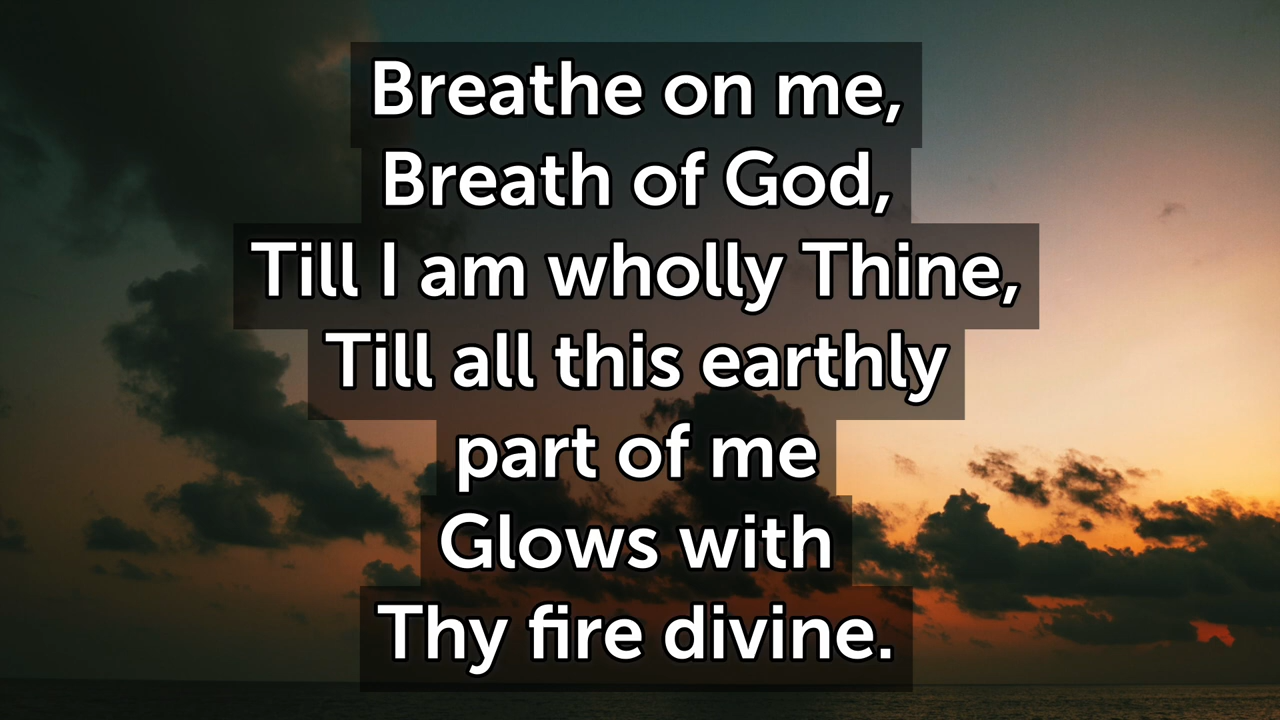 Breathe on me,
Breath of God,
Till I am wholly Thine,
Till all this earthly
part of me
Glows with
Thy fire divine.